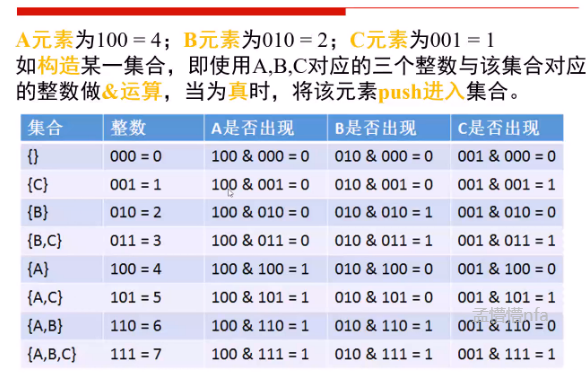 A元素为100 = 4；B元素为010 = 2；C元素为001 = 1
如构造某一集合，即使用A,B,C对应的三个整数与该集合对应
的整数做&运算，当为真时，将该元素push进入集合。
集合 整数 A是否出现 B是否出现 C是否出现
{} 000 = 0 100 & 000 = 0 010 & 000 = 0 001 & 000 = 0
{C} 001 = 1 100 & 001 = 0 010 & 001 = 0 001 & 001 = 1
{B} 010 = 2 100 & 010 = 0 010 & 010 = 1 001 & 010 = 0
{B,C} 011 = 3 100 & 011 = 0 010 & 011 = 1 001 & 011 = 1
{A} 100 = 4 100 & 100 = 1 010 & 100 = 0 001 & 100 = 0
{A,C} 101 = 5 100 & 101 = 1 010 & 101 = 0 001 & 101 = 1
{A,B} 110 = 6 100 & 110 = 1 010 & 110 = 1 001 & 110 = 0
{A,B,C} 111 = 7 100 & 111 = 1 010 & 111 = 1 001 & 111 = 1
孟懵懵nfa